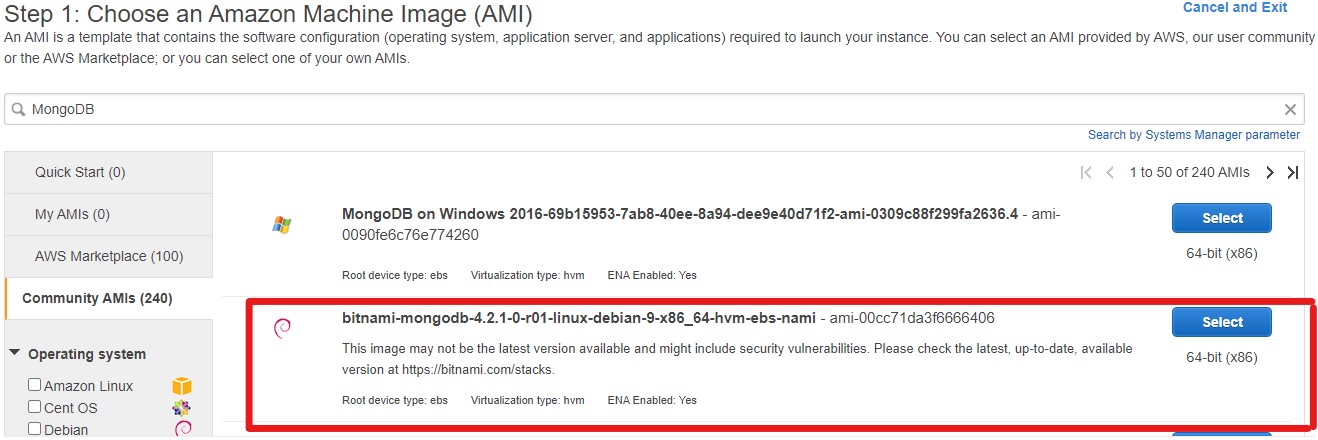 Step 1: Choose an Amazon Machine Image (AMI)
Cancel and Exit
An AMI is a template that contains the software configuration (operating system, application server, and applications) required to launch your instance. You can select an AMI provided by AWS, our user community
or the AWS Marketplace; or you can select one of your own AMIs.
MongoDB
Search by Systems Manager parameter
Quick Start (0)
My AMIs (0)
AWS Marketplace (100)
Community AMIs (240)
Operating system
Amazon Linux
Cent OS
Debian
1 to 50 of 240 AMIs
MongoDB on Windows 2016-69b15953-7ab8-40ee-8a94-dee9e40d71f2-ami-0309c88f299fa2636.4 - ami-
0090fe6c76e774260
Root device type: ebs Virtualization type: hvm ENA Enabled: Yes
Select
64-bit (x86)
bitnami-mongodb-4.2.1-0-r01-linux-debian-9-x86_64-hvm-ebs-nami - ami-00cc71da3f6666406
This image may not be the latest version available and might include security vulnerabilities. Please check the latest, up-to-date, available
version at https://bitnami.com/stacks.
Root device type: ebs Virtualization type: hvm ENA Enabled: Yes
Select
64-bit (x86)